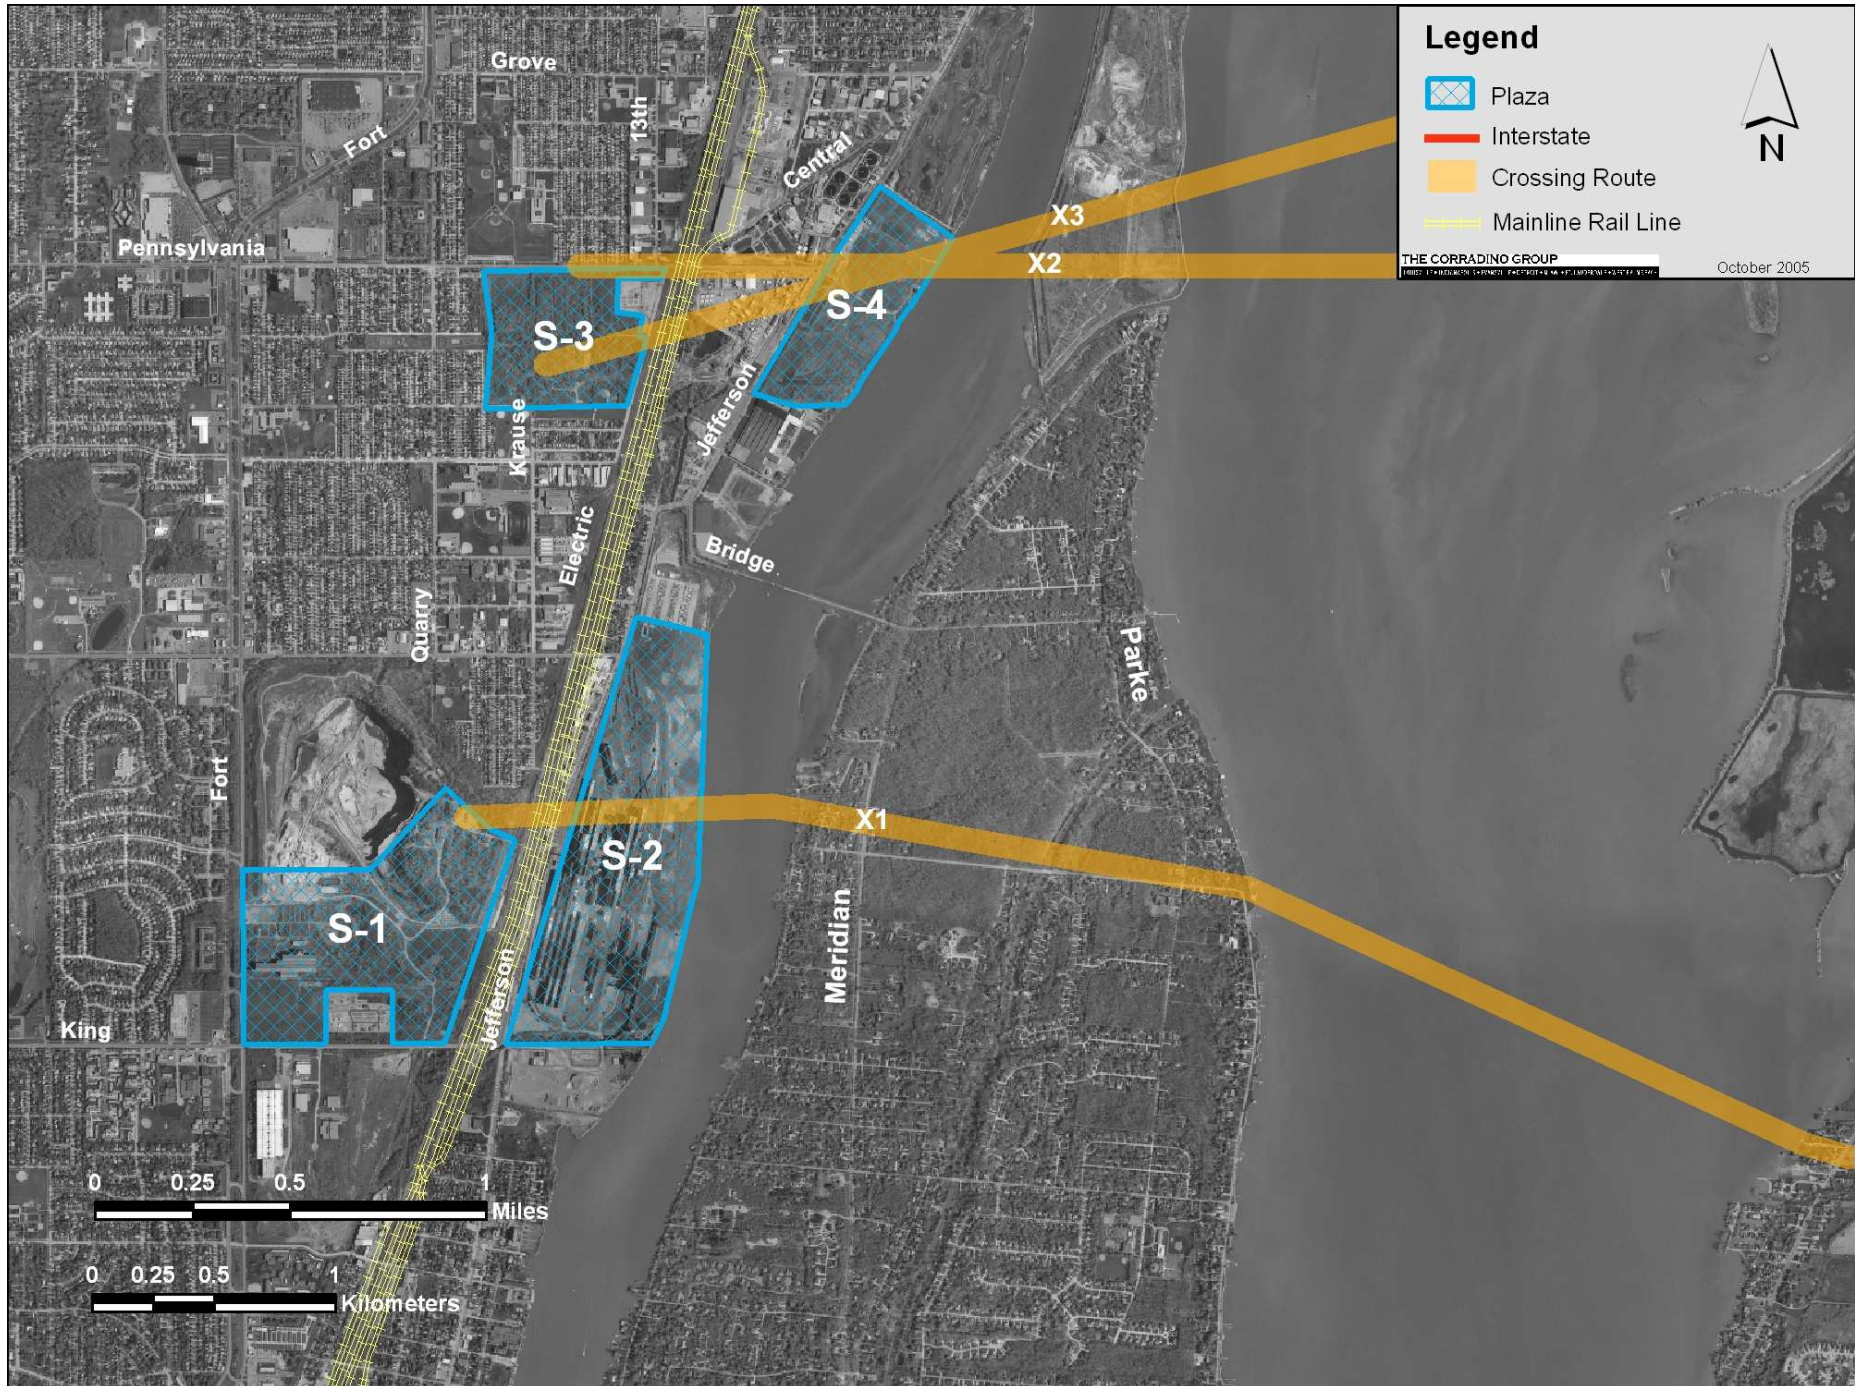 Legend
Plaza
Interstate
Crossing Route
Mainline Rail Line
N
THE CORRADINO GROUP
October 2005
Grove
13th
Fort
Central
Pennsylvania
X3
X2
S-3
S-4
Krause
Jefferson
Electric
Bridge
Quarry
Parke
Fort
X1
S-2
S-1
Meridian
Jefferson
King
0 0.25 0.5 1
Miles
0 0.25 0.5 1
Kilometers